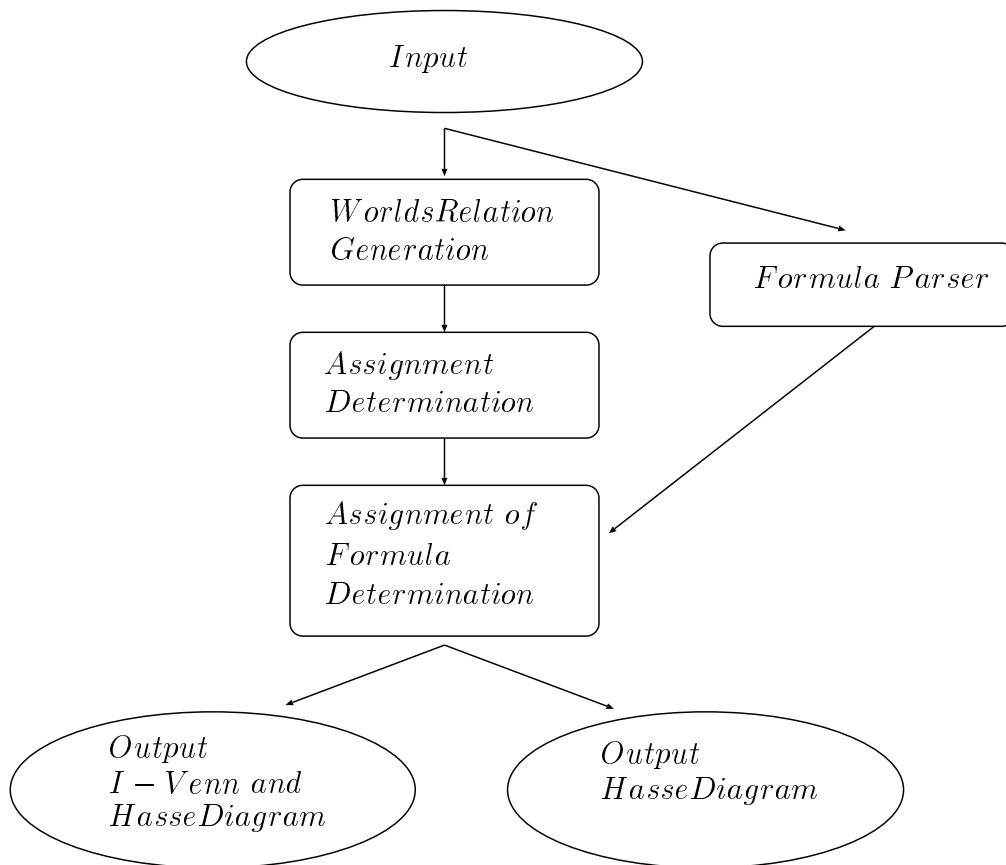 Input
WorldsRelation
Generation
Formula Parser
Assignment
Determination
Assignment of
Formula
Determination
Output
I − Venn and
HasseDiagram
Output
HasseDiagram